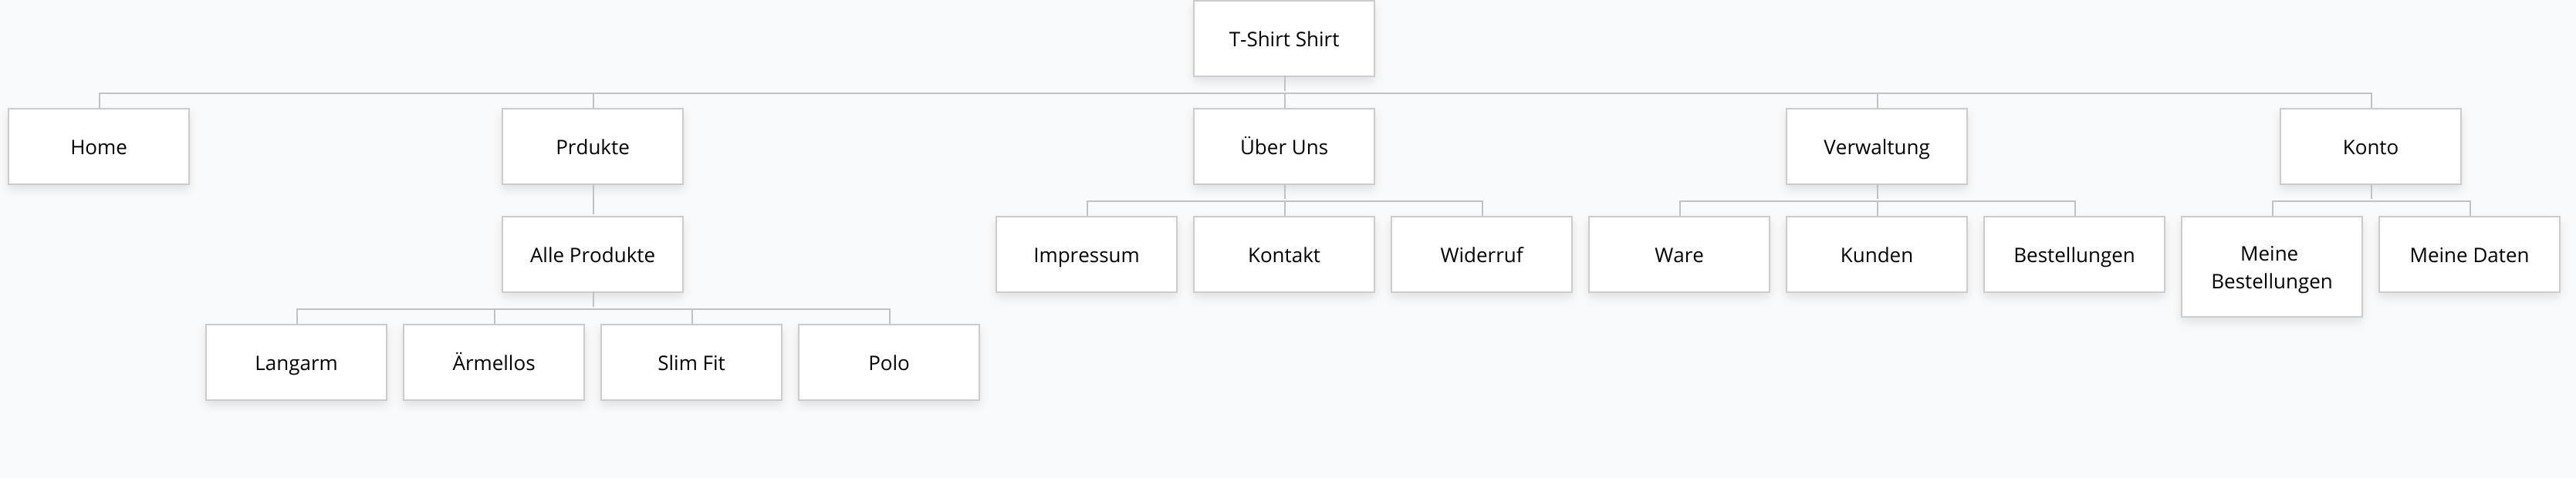 T-Shirt Shirt
Home
Prdukte
Über Uns
Verwaltung
Konto
Alle Produkte
Impressum
Kontakt
Widerruf
Ware
Kunden
Bestellungen
Meine
Bestellungen
Meine Daten
Langarm
Ärmellos
Slim Fit
Polo